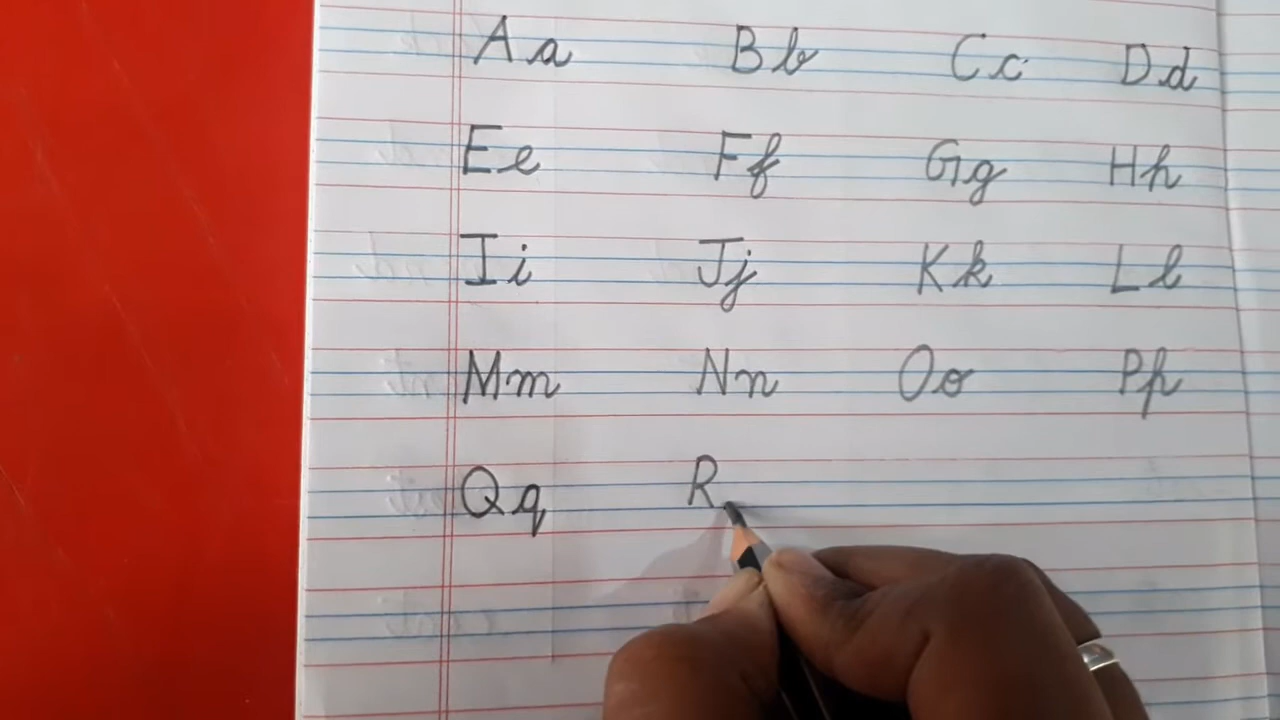 Aa Bb Cc Dd
Ee Ff Gg Hh
Ii Jj Kk Ll
Mm Nn Oo Pp
Qq R